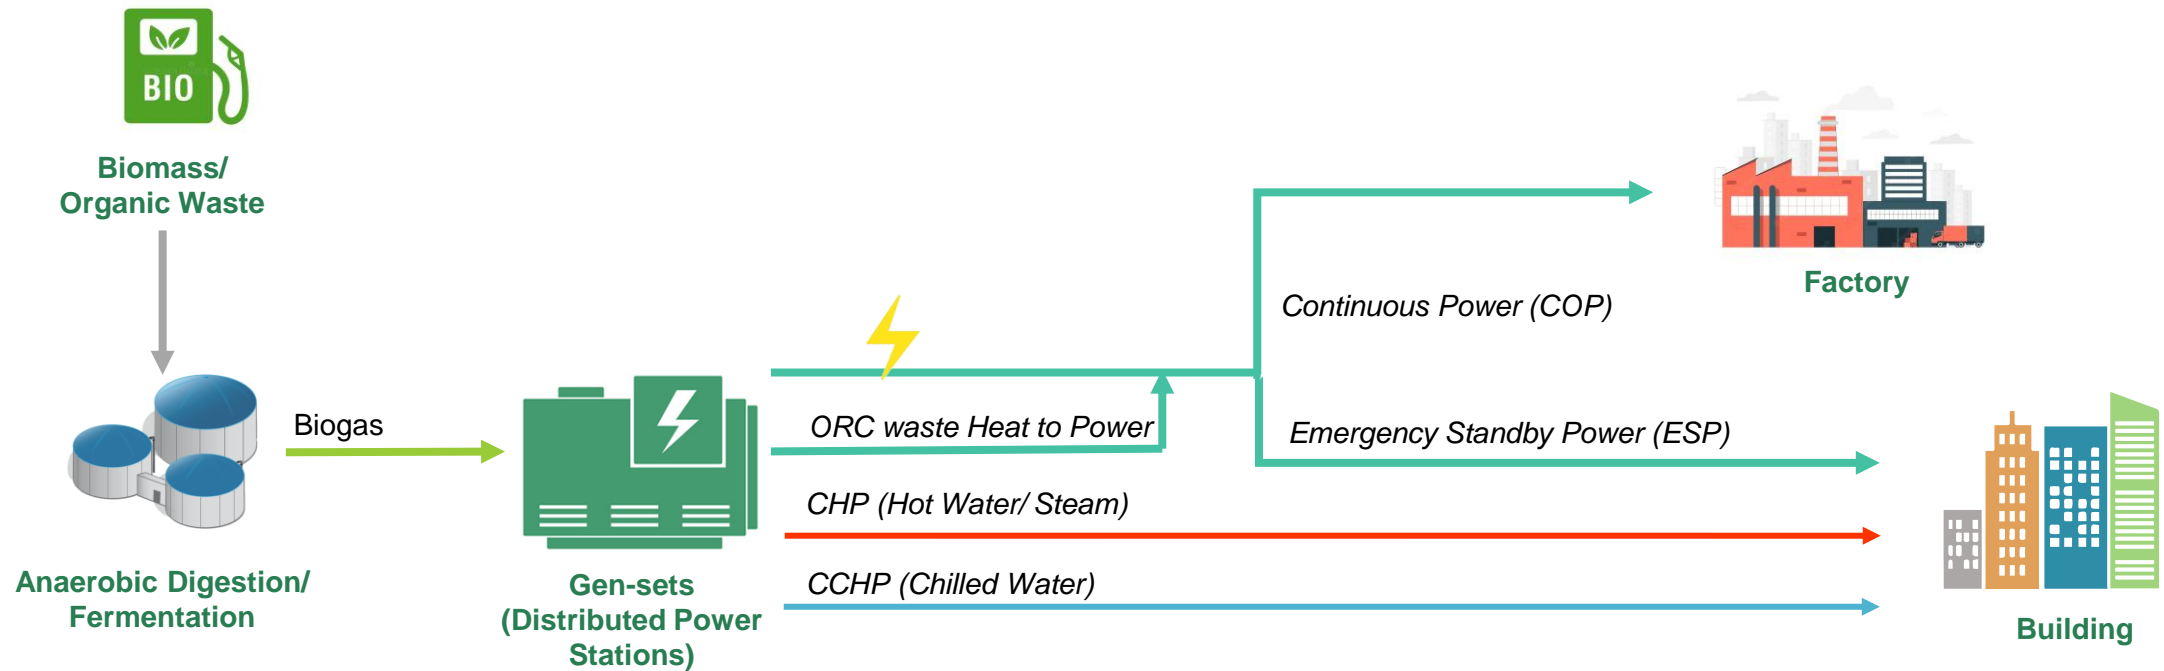 BIO
Biomass/
Organic Waste
Anaerobic Digestion/
Fermentation
Biogas
Gen-sets
(Distributed Power
Stations)
ORC waste Heat to Power
CHP (Hot Water/ Steam)
CCHP (Chilled Water)
Continuous Power (COP)
Emergency Standby Power (ESP)
Factory
Building